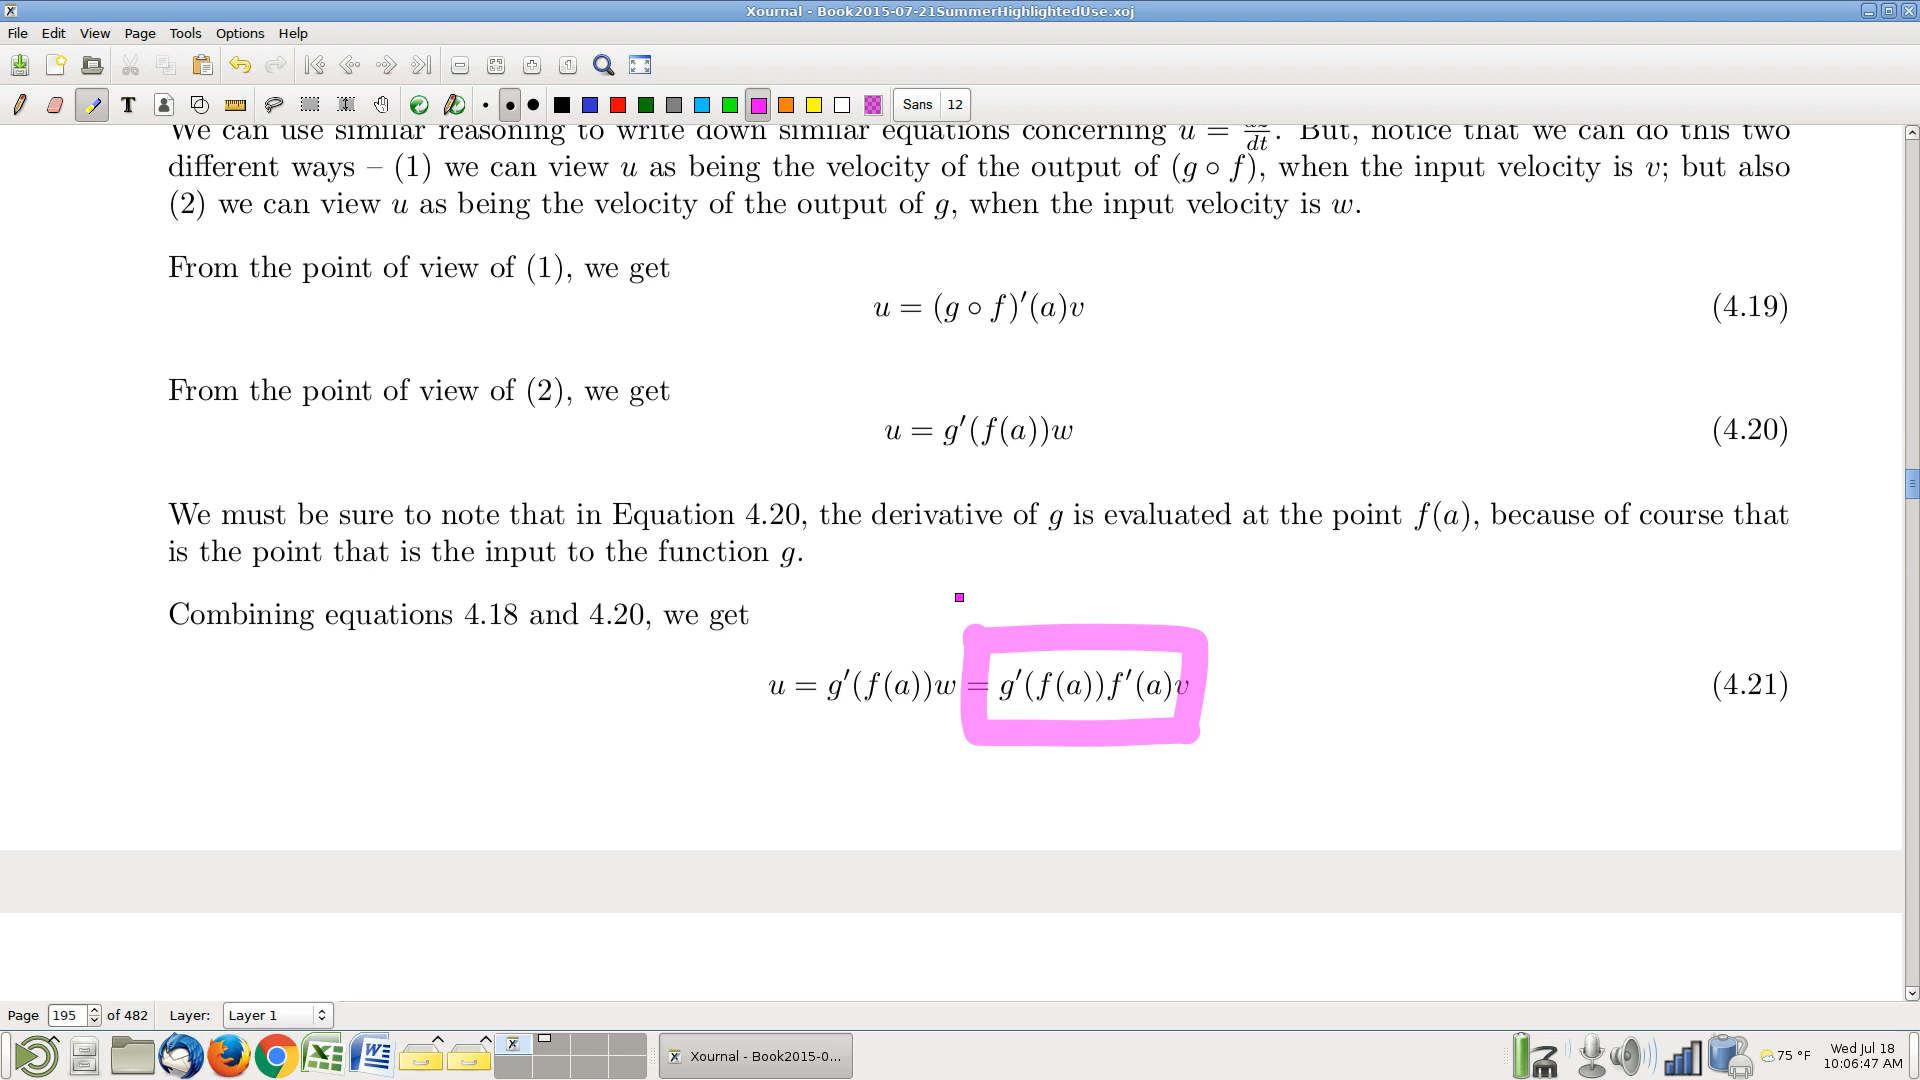 Xournal - Book2015-07-21SummerHighlightedUse.xoj
File Edit View Page Tools Options Help
Sans 12
We can use similar reasoning to write down similar equations concerning u = /dt. But, notice that we can do this two
different ways – (1) we can view u as being the velocity of the output of (g ∘ f), when the input velocity is v; but also
(2) we can view u as being the velocity of the output of g, when the input velocity is w.
From the point of view of (1), we get
u = (g ∘ f)′(a)v (4.19)
From the point of view of (2), we get
u = g′(f(a))w (4.20)
We must be sure to note that in Equation 4.20, the derivative of g is evaluated at the point f(a), because of course that
is the point that is the input to the function g.
Combining equations 4.18 and 4.20, we get
u = g′(f(a))w = g′(f(a))f′(a)v (4.21)
Page 195 of 482 Layer: Layer 1
Xournal - Book2015-0... 75 °F Wed Jul 18
10:06:47 AM